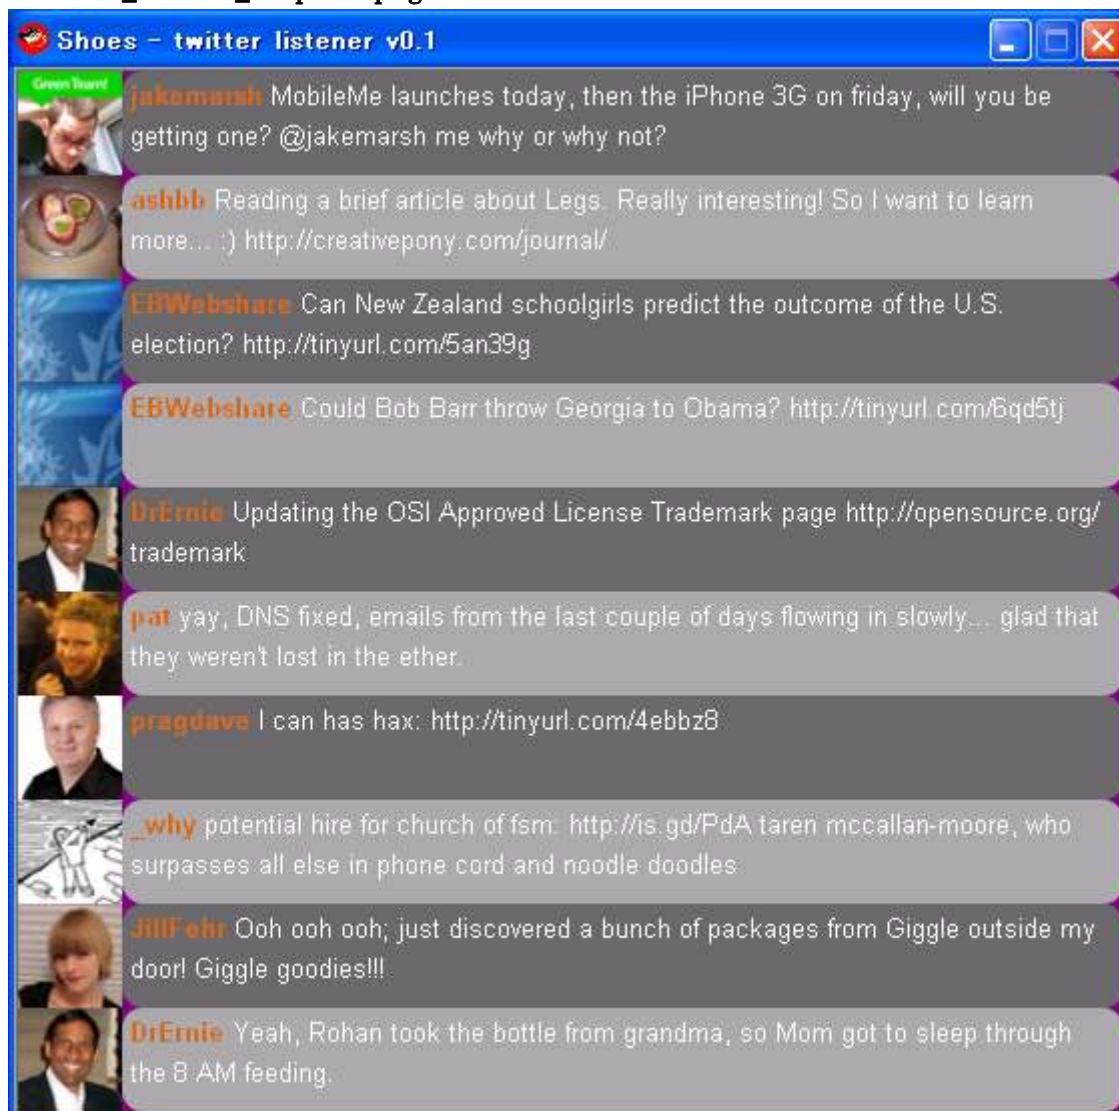 Shoes - twitter listener v0.1
Green Team!
jakemarsh MobileMe launches today, then the iPhone 3G on friday, will you be
getting one? @jakemarsh me why or why not?
ashbb Reading a brief article about Legs. Really interesting! So I want to learn
more... :) http://creativepony.com/journal/
EBWebshare Can New Zealand schoolgirls predict the outcome of the U.S.
election? http://tinyurl.com/5an39g
EBWebshare Could Bob Barr throw Georgia to Obama? http://tinyurl.com/6qd5tj
DrErnie Updating the OSI Approved License Trademark page http://opensource.org/
trademark
pat yay, DNS fixed, emails from the last couple of days flowing in slowly... glad that
they weren't lost in the ether.
pragdave I can has hax: http://tinyurl.com/4ebbz8
_why potential hire for church of fsm: http://is.gd/PdA taren mccallan-moore, who
surpasses all else in phone cord and noodle doodles
JillFehr Ooh ooh ooh; just discovered a bunch of packages from Giggle outside my
door! Giggle goodies!!!
DrErnie Yeah, Rohan took the bottle from grandma, so Mom got to sleep through
the 8 AM feeding.